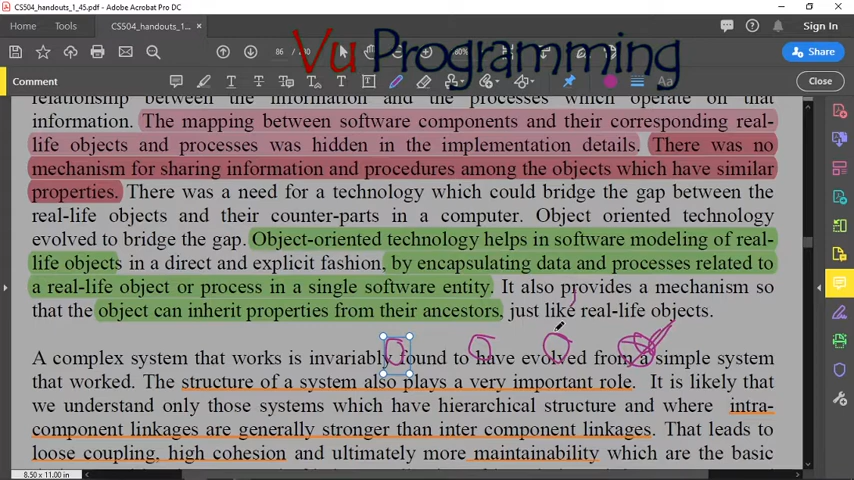 CS504_handouts_1_45.pdf - Adobe Acrobat Pro DC
Home Tools CS504_handouts_1_45.p... × Sign In
86 Share
Vu Programming
Comment Close
relationship between the information and the processes which operate on that
information. The mapping between software components and their corresponding real-
life objects and processes was hidden in the implementation details. There was no
mechanism for sharing information and procedures among the objects which have similar
properties. There was a need for a technology which could bridge the gap between the
real-life objects and their counter-parts in a computer. Object oriented technology
evolved to bridge the gap. Object-oriented technology helps in software modeling of real-
life objects in a direct and explicit fashion, by encapsulating data and processes related to
a real-life object or process in a single software entity. It also provides a mechanism so
that the object can inherit properties from their ancestors, just like real-life objects.
A complex system that works is invariably found to have evolved from a simple system
that worked. The structure of a system also plays a very important role. It is likely that
we understand only those systems which have hierarchical structure and where intra-
component linkages are generally stronger than inter component linkages. That leads to
loose coupling, high cohesion and ultimately more maintainability which are the basic
8.50 x 11.00 in